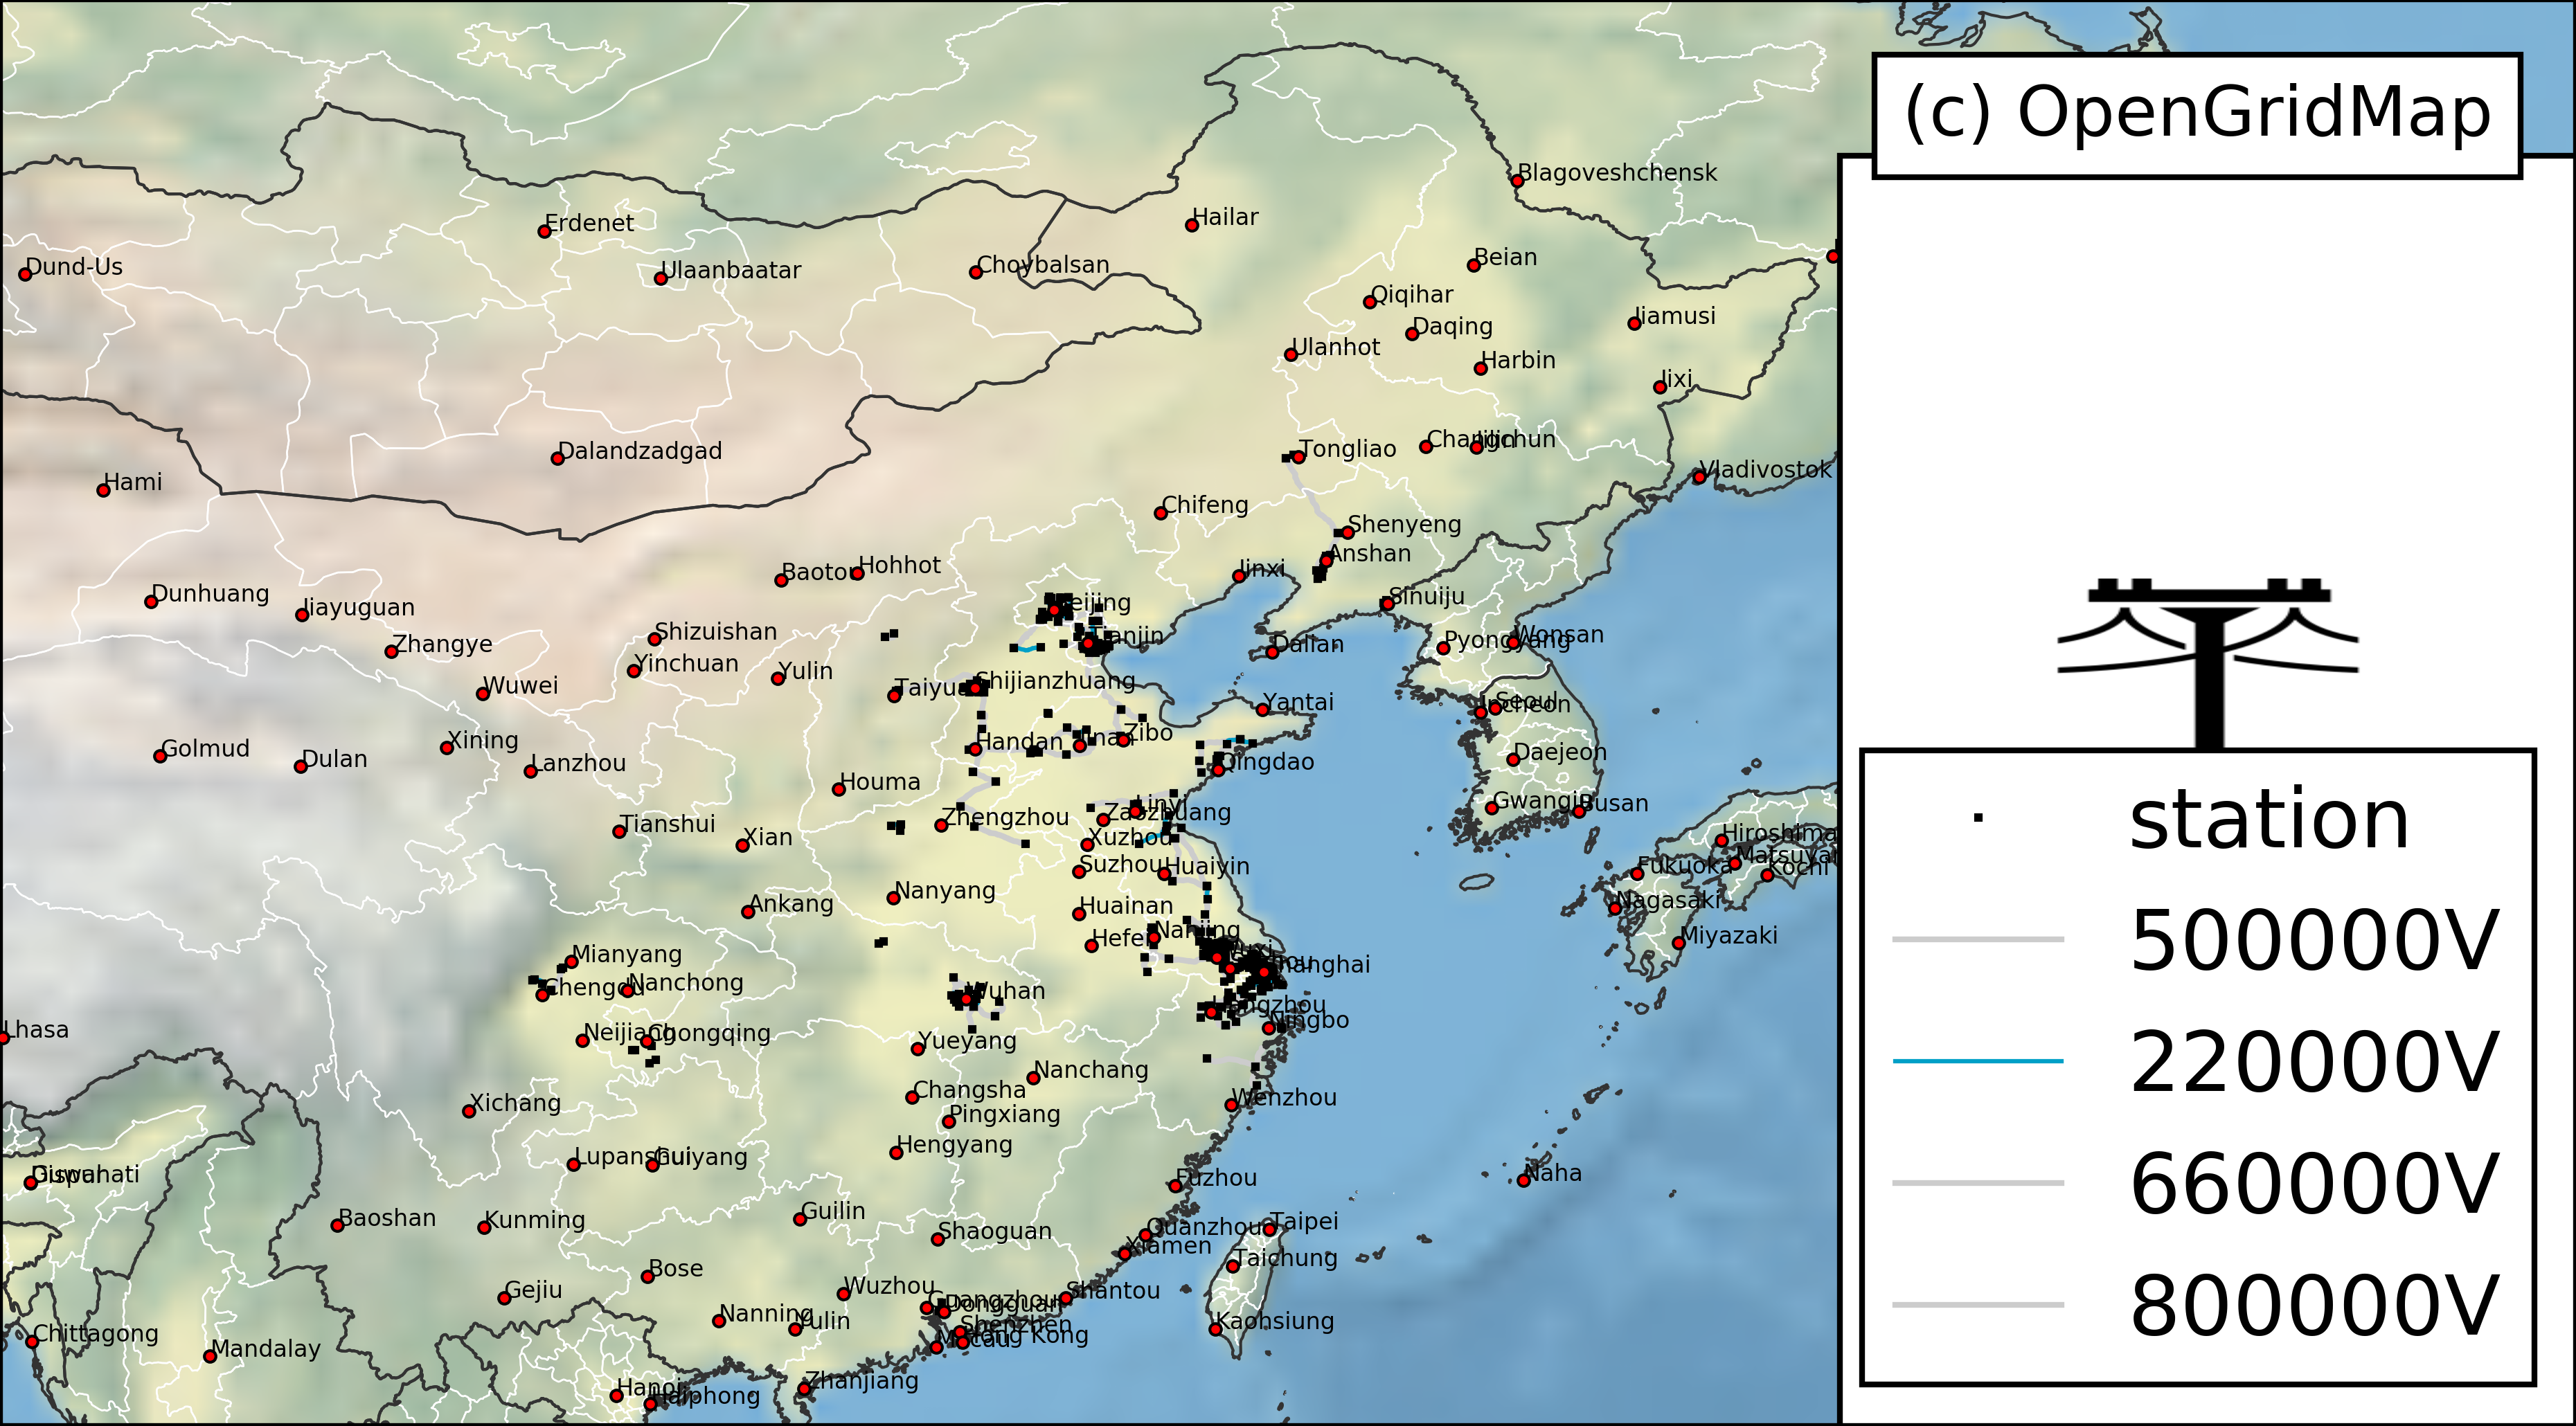 (c) OpenGridMap
Blagoveshchensk
Hailar
Erdenet
Beian
Dund-Us
Ulaanbaatar
Choybalsan
Qiqihar
Jiamusi
Daqing
Ulanhot
Harbin
Jixi
Dalandzadgad
Tongliao
Changchun
Jilin
Vladivostok
Hami
Chifeng
Shenyeng
Anshan
Baotou
Hohhot
Jinxi
Dunhuang
Jiayuguan
Beijing
Sinuiju
Zhangye
Shizuishan
Tianjin
Dalian
Pyongyang
Wonsan
Yinchuan
Yulin
Wuwei
Taiyuan
Shijianzhuang
Yantai
Incheon
Seoul
Golmud
Dulan
Xining
Lanzhou
Handan
Jinan
Zibo
Qingdao
Daejeon
Houma
Linyi
Gwangju
Busan
Tianshui
Xian
Zhengzhou
Zaozhuang
Xuzhou
Hiroshima
Suzhou
Huaiyin
Fukuoka
Matsuya
Kochi
Nanyang
Ankang
Huainan
Nagasaki
Hefei
Nanjing
Miyazaki
Mianyang
Wuxi
Shanghai
Chengdu
Nanchong
Wuhan
Hangzhou
Ningbo
Lhasa
Neijiang
Chongqing
Yueyang
Nanchang
Changsha
Xichang
Pingxiang
Wenzhou
Hengyang
Lupanshui
Guiyang
Dispur
Guwahati
Fuzhou
Naha
Baoshan
Kunming
Guilin
Shaoguan
Quanzhou
Taipei
Xiamen
Taichung
Bose
Gejiu
Wuzhou
Guangzhou
Dongguan
Shantou
Nanning
Yulin
Shenzhen
Kaohsiung
Chittagong
Mandalay
Macau
Hong Kong
Zhanjiang
Hanoi
Haiphong
station
500000V
220000V
660000V
800000V